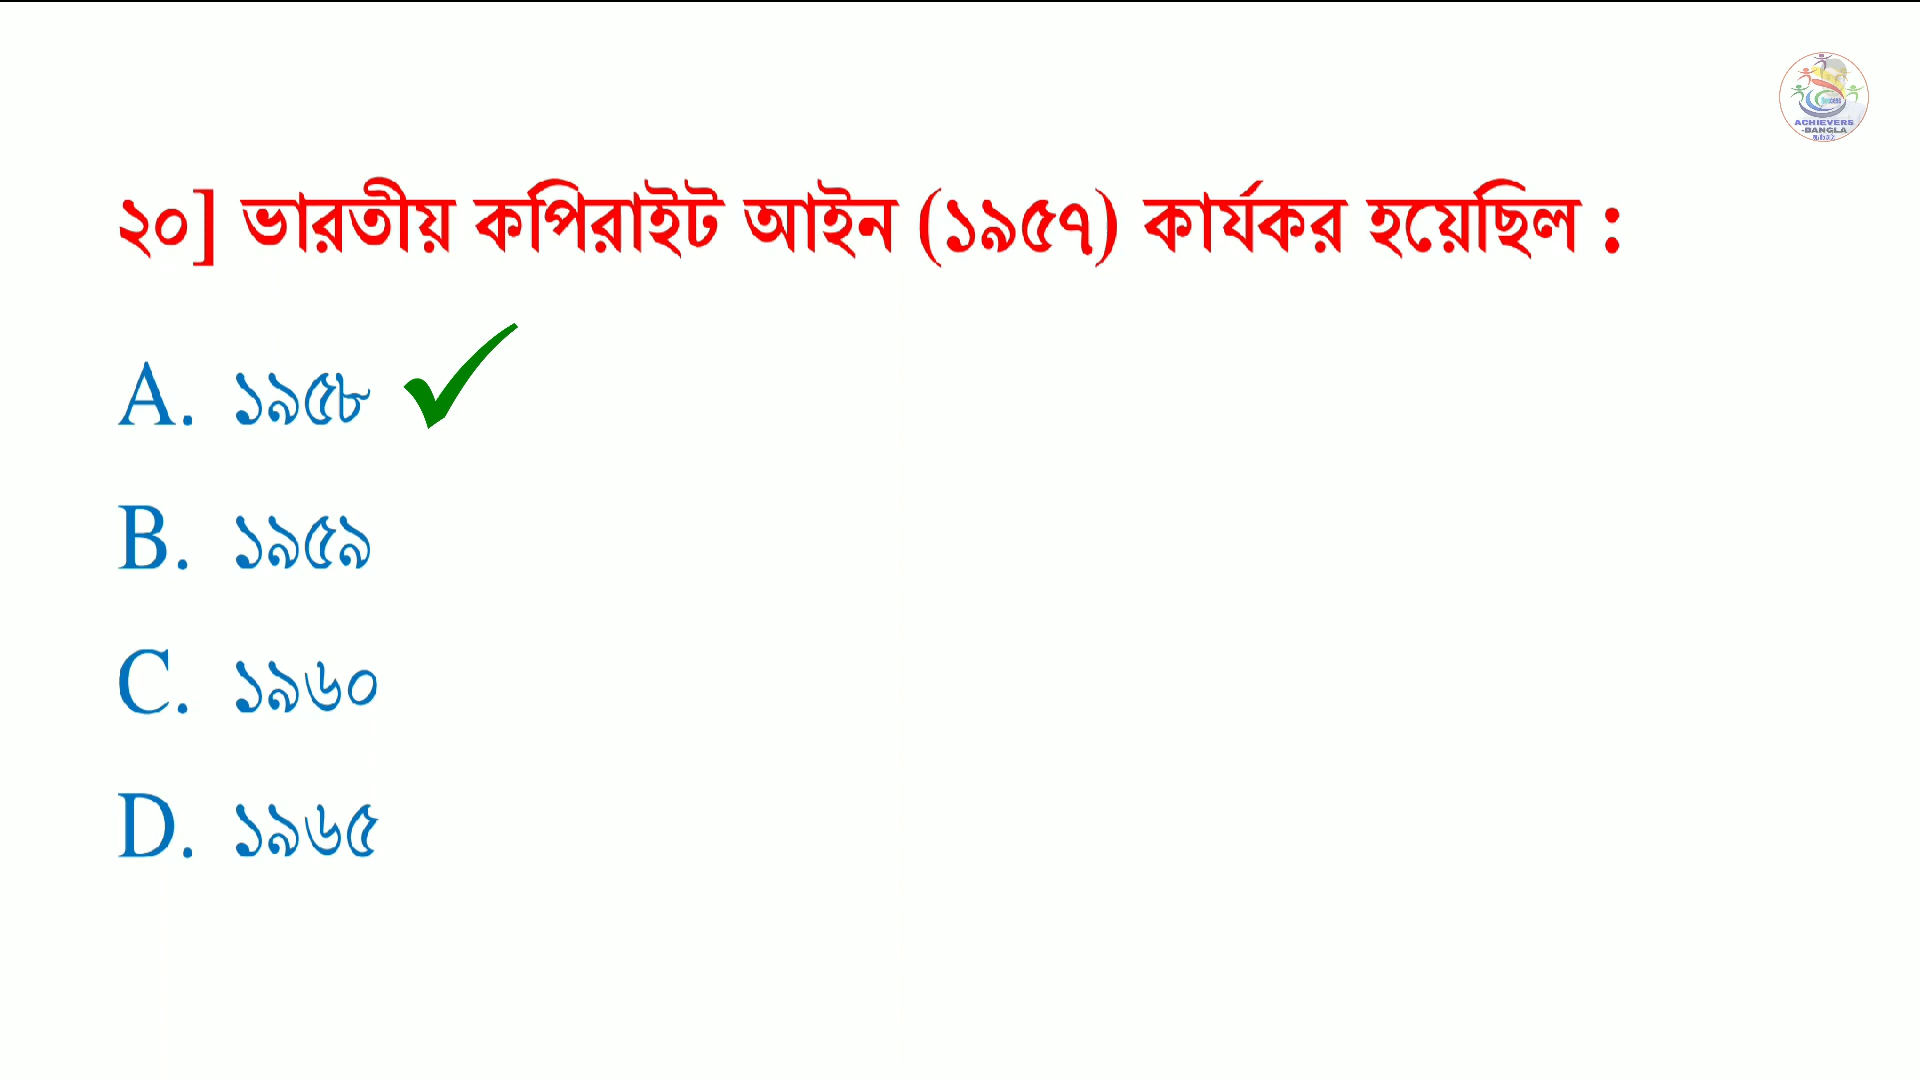 ACHIEVERS
-BANGLA
২০] ভারতীয় কপিরাইট আইন (১৯৫৭) কার্যকর হয়েছিল :
A. ১৯৫৮
B. ১৯৫৯
C. ১৯৬০
D. ১৯৬৫